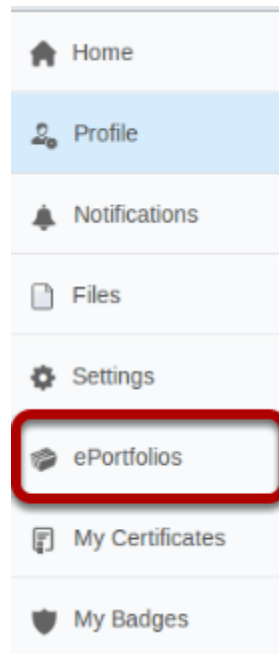 Home
Profile
Notifications
Files
Settings
ePortfolios
My Certificates
My Badges